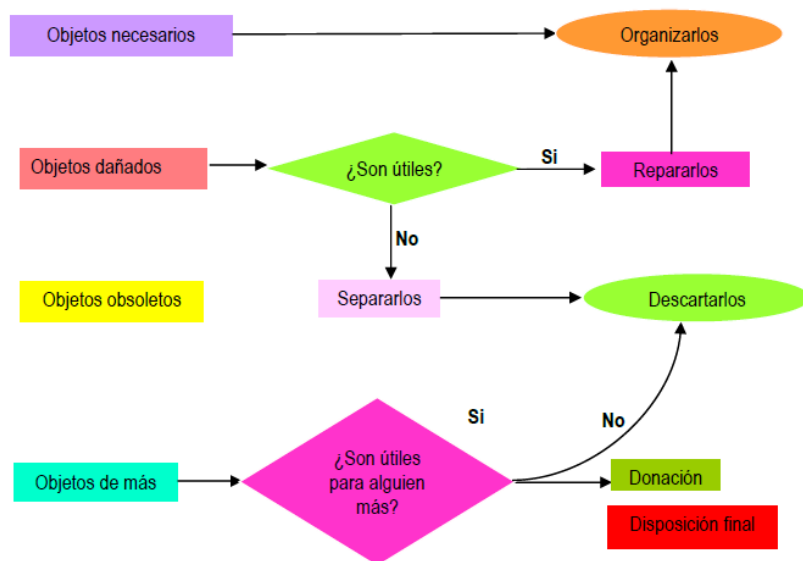 Objetos necesarios
Organizarlos
Objetos dañados
¿Son útiles?
Si
Repararlos
No
Objetos obsoletos
Separarlos
Descartarlos
Si
No
Objetos de más
¿Son útiles
para alguien
más?
Donación
Disposición final